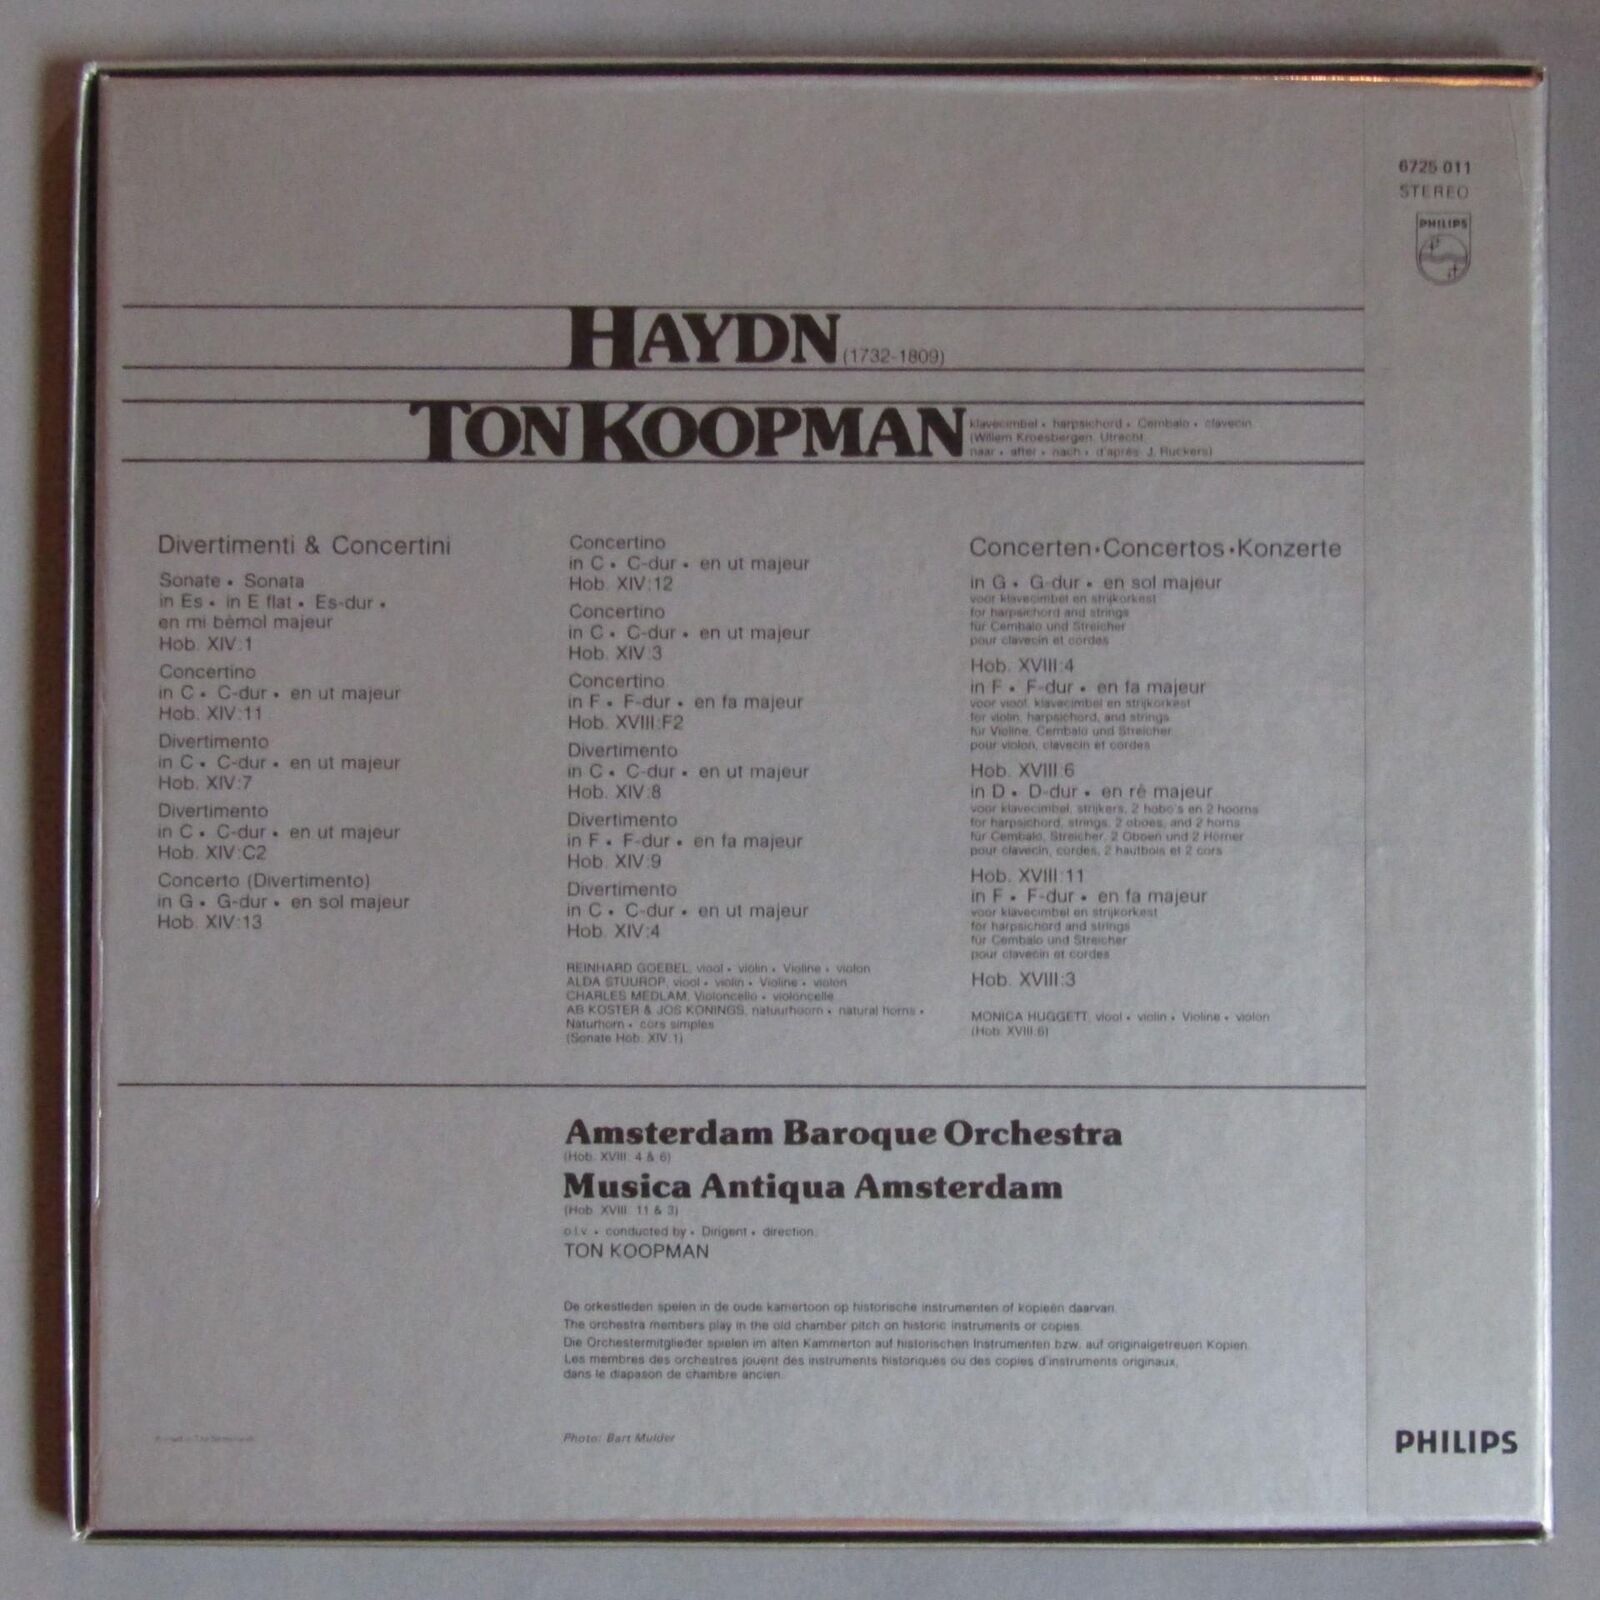 6725 011
STEREO
PHILIPS
HAYDN (1732-1809)
TON KOOPMAN
klavecimbel • harpsichord • Cembalo • clavecin
(Willem Kroesbergen, Utrecht
naar • after • nach • d'après J. Ruckers)
Divertimenti & Concertini
Sonate • Sonata
in Es • in E flat • Es-dur •
en mi bémol majeur
Hob. XIV:1
Concertino
in C • C-dur • en ut majeur
Hob. XIV:11
Divertimento
in C • C-dur • en ut majeur
Hob. XIV:7
Divertimento
in C • C-dur • en ut majeur
Hob. XIV:C2
Concerto (Divertimento)
in G • G-dur • en sol majeur
Hob. XIV:13
Concertino
in C • C-dur • en ut majeur
Hob. XIV:12
Concertino
in C • C-dur • en ut majeur
Hob. XIV:3
Concertino
in F • F-dur • en fa majeur
Hob. XVIII:F2
Divertimento
in C • C-dur • en ut majeur
Hob. XIV:8
Divertimento
in F • F-dur • en fa majeur
Hob. XIV:9
Divertimento
in C • C-dur • en ut majeur
Hob. XIV:4
REINHARD GOEBEL, viool • violin • Violine • violon
ALDA STUUROP, viool • violin • Violine • violon
CHARLES MEDLAM, Violoncello • violoncelle
AB KOSTER & JOS KONINGS, natuurhoorn • natural horns •
Naturhorn • cors simples
(Sonate Hob. XIV:1)
Concerten • Concertos • Konzerte
in G • G-dur • en sol majeur
voor klavecimbel en strijkorkest
for harpsichord and strings
für Cembalo und Streicher
pour clavecin et cordes
Hob. XVIII:4
in F • F-dur • en fa majeur
voor viool, klavecimbel en strijkorkest
for violin, harpsichord, and strings
für Violine, Cembalo und Streicher
pour violon, clavecin et cordes
Hob. XVIII:6
in D • D-dur • en ré majeur
voor klavecimbel, strijkers, 2 hobo's en 2 hoorns
for harpsichord, strings, 2 oboes, and 2 horns
für Cembalo, Streicher, 2 Oboen und 2 Hörner
pour clavecin, cordes, 2 hautbois et 2 cors
Hob. XVIII:11
in F • F-dur • en fa majeur
voor klavecimbel en strijkorkest
for harpsichord and strings
für Cembalo und Streicher
pour clavecin et cordes
Hob. XVIII:3
MONICA HUGGETT, viool • violin • Violine • violon
(Hob. XVIII:6)
Amsterdam Baroque Orchestra
(Hob. XVIII: 4 & 6)
Musica Antiqua Amsterdam
(Hob. XVIII: 11 & 3)
o.l.v. • conducted by • Dirigent • direction:
TON KOOPMAN
De orkestleden spelen in de oude kamertoon op historische instrumenten of kopieën daarvan.
The orchestra members play in the old chamber pitch on historic instruments or copies.
Die Orchestermitglieder spielen im alten Kammerton auf historischen Instrumenten bzw. auf originalgetreuen Kopien.
Les membres des orchestres jouent des instruments historiques ou des copies d'instruments originaux,
dans le diapason de chambre ancien.
Printed in The Netherlands
Photo: Bart Mulder
PHILIPS